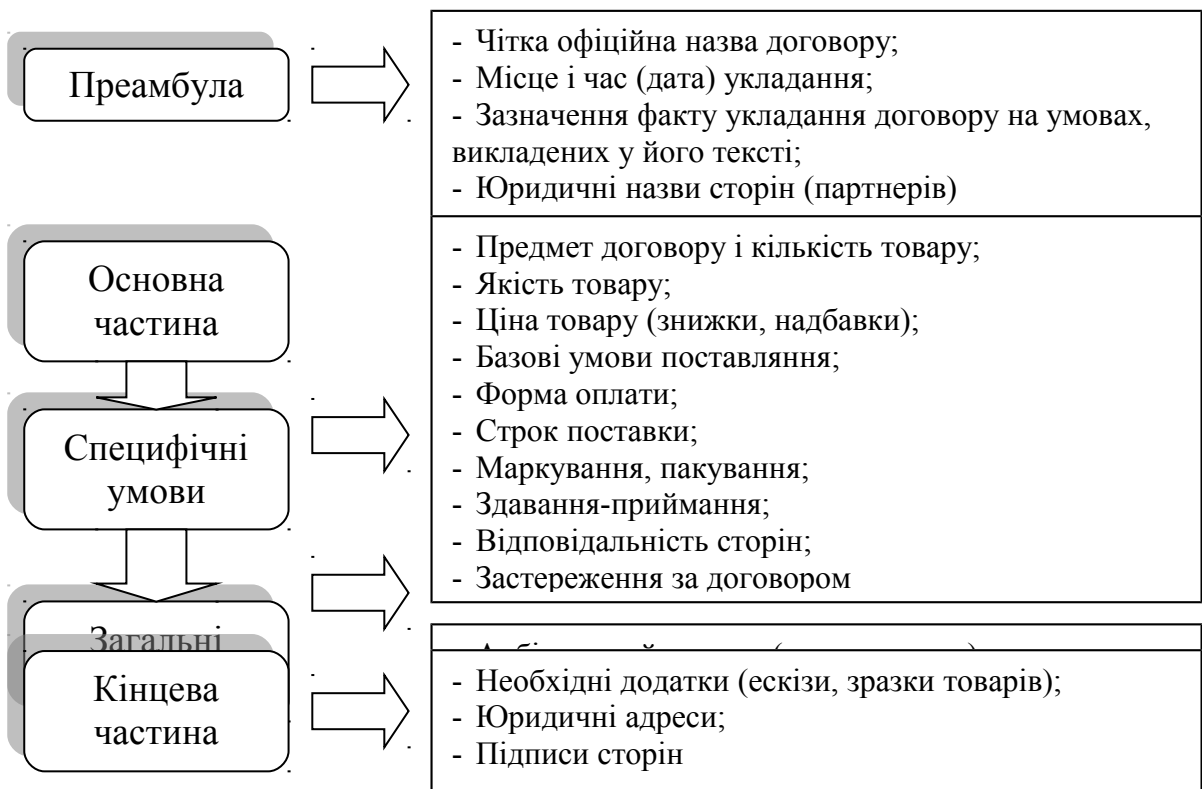 Преамбула
- Чітка офіційна назва договору;
- Місце і час (дата) укладання;
- Зазначення факту укладання договору на умовах,
викладених у його тексті;
- Юридичні назви сторін (партнерів)
Основна
частина
Специфічні
умови
- Предмет договору і кількість товару;
- Якість товару;
- Ціна товару (знижки, надбавки);
- Базові умови поставляння;
- Форма оплати;
- Строк поставки;
- Маркування, пакування;
- Здавання-приймання;
- Відповідальність сторін;
- Застереження за договором
Загальні
Кінцева
частина
- Необхідні додатки (ескізи, зразки товарів);
- Юридичні адреси;
- Підписи сторін